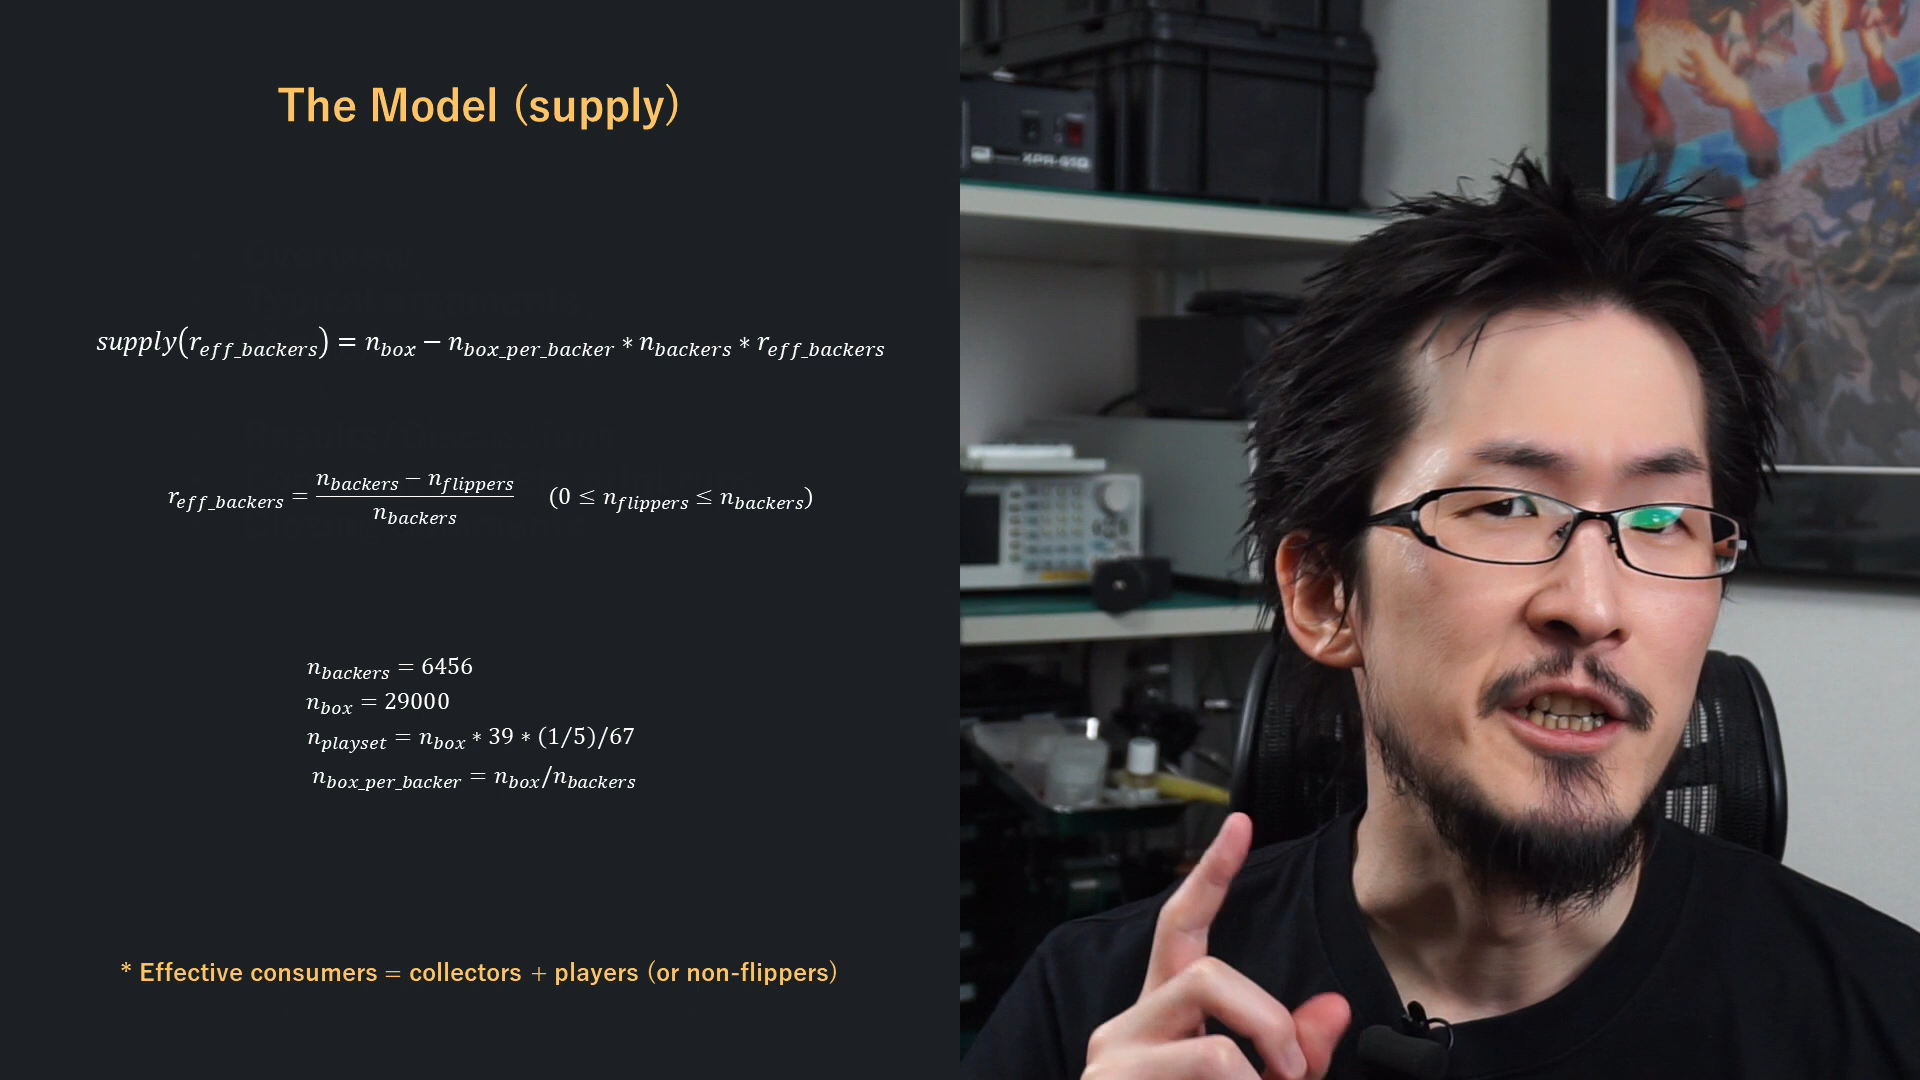 The Model (supply)
supply(r_eff_backers) = n_box − n_box_per_backer * n_backers * r_eff_backers
r_eff_backers = (n_backers − n_flippers) / n_backers (0 ≤ n_flippers ≤ n_backers)
n_backers = 6456
n_box = 29000
n_playset = n_box * 39 * (1/5)/67
n_box_per_backer = n_box/n_backers
* Effective consumers = collectors + players (or non-flippers)